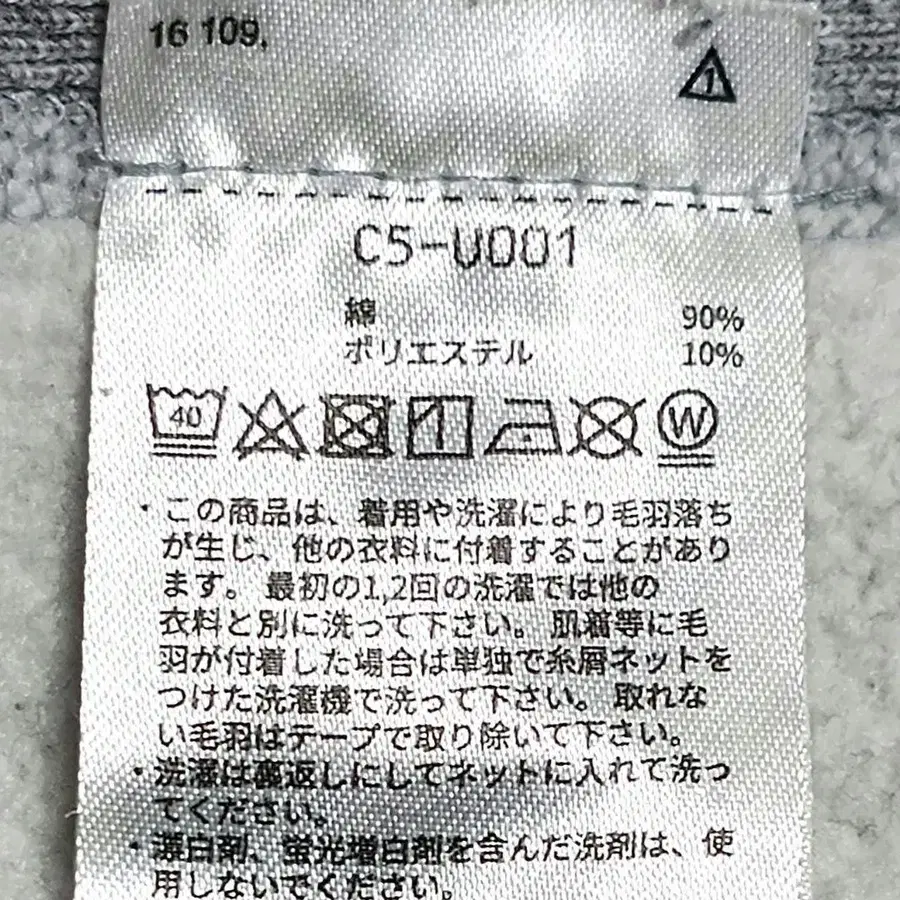 16 109.
1
C5-U001
綿 90%
ポリエステル 10%
40 W
・この商品は、着用や洗濯により毛羽落ち
が生じ、他の衣料に付着することがあり
ます。最初の1,2回の洗濯では他の
衣料と別に洗って下さい。肌着等に毛
羽が付着した場合は単独で糸屑ネットを
つけた洗濯機で洗って下さい。取れな
い毛羽はテープで取り除いて下さい。
・洗濯は裏返しにしてネットに入れて洗っ
てください。
・漂白剤、蛍光増白剤を含んだ洗剤は、使
用しないでください。